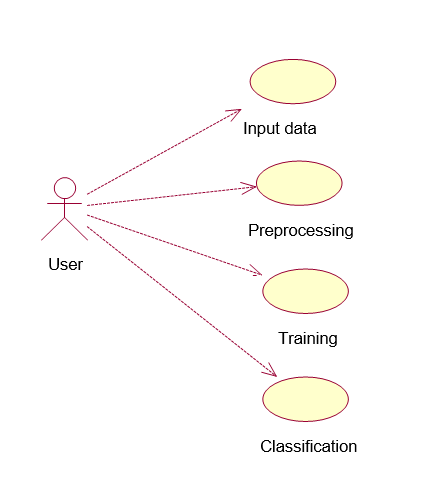 Input data
Preprocessing
User
Training
Classification